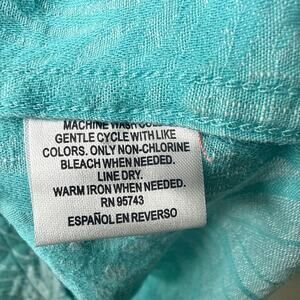 MACHINE WASH COLD
GENTLE CYCLE WITH LIKE
COLORS. ONLY NON-CHLORINE
BLEACH WHEN NEEDED.
LINE DRY.
WARM IRON WHEN NEEDED.
RN 95743
ESPAÑOL EN REVERSO